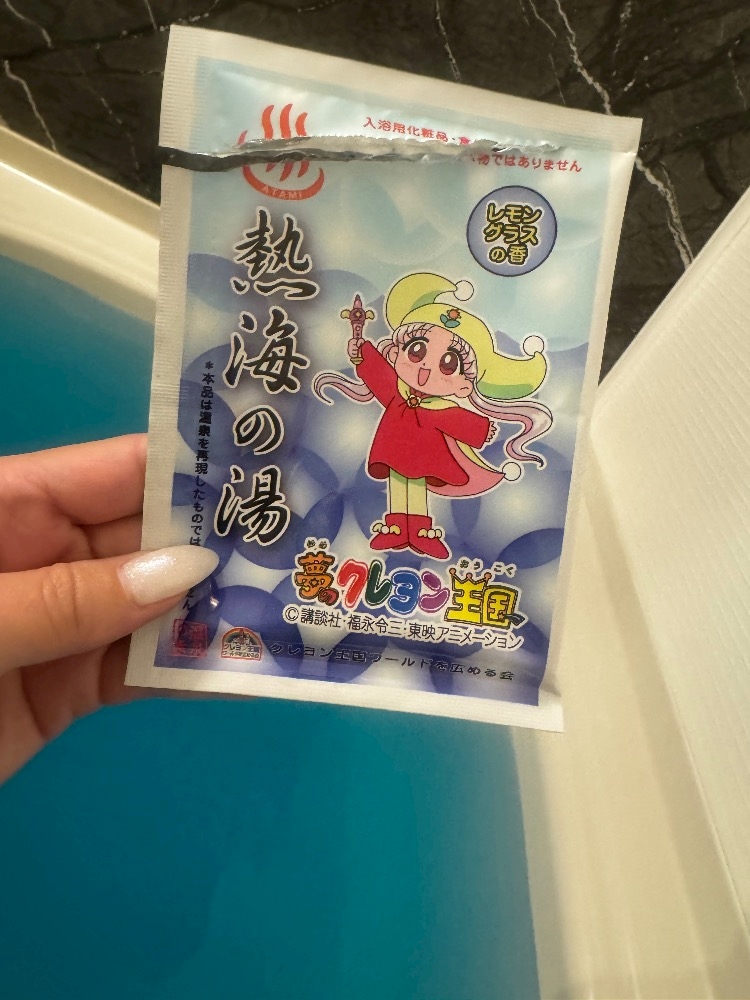 入浴用化粧品・食
物ではありません
ATAMI
レモン
グラス
の香
熱海の湯
*本品は温泉を再現したものでは
せん
ゆめ
おうこく
夢のクレヨン王国
©講談社・福永令三・東映アニメーション
クレヨン王国ワールドを広める会